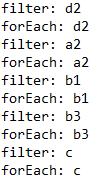 filter: d2
forEach: d2
filter: a2
forEach: a2
filter: b1
forEach: b1
filter: b3
forEach: b3
filter: c
forEach: c